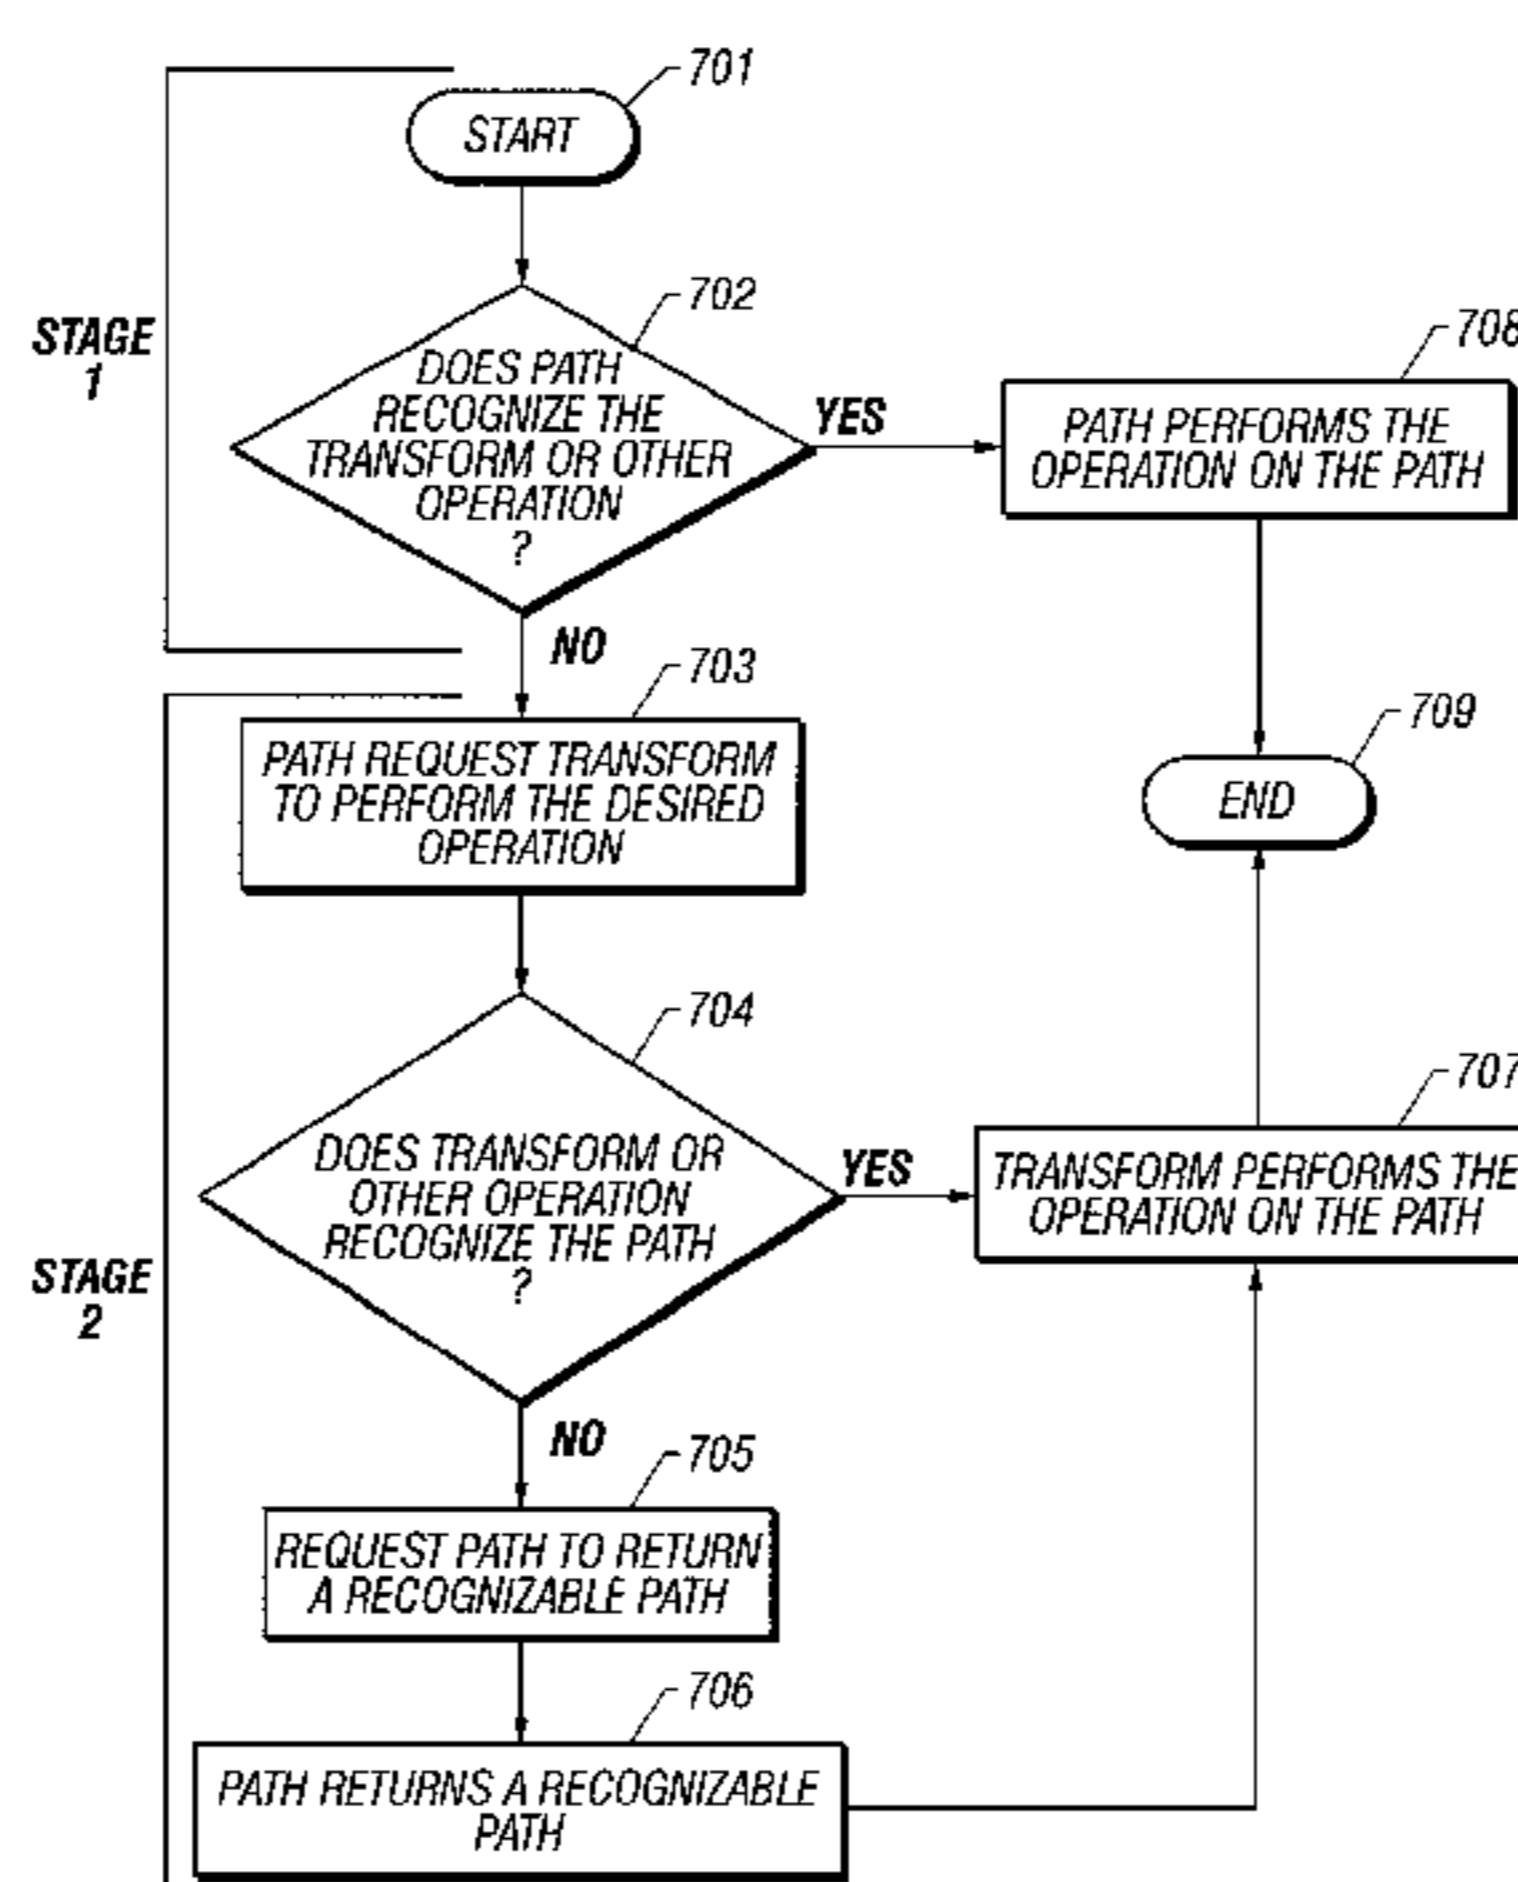 701
START
702
STAGE
1
DOES PATH
RECOGNIZE THE
TRANSFORM OR OTHER
OPERATION
?
YES
708
PATH PERFORMS THE
OPERATION ON THE PATH
NO
703
PATH REQUEST TRANSFORM
TO PERFORM THE DESIRED
OPERATION
709
END
704
DOES TRANSFORM OR
OTHER OPERATION
RECOGNIZE THE PATH
?
YES
707
TRANSFORM PERFORMS THE
OPERATION ON THE PATH
STAGE
2
NO
705
REQUEST PATH TO RETURN
A RECOGNIZABLE PATH
706
PATH RETURNS A RECOGNIZABLE
PATH